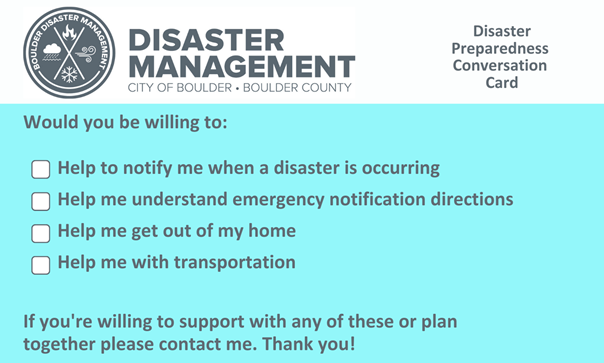 BOULDER DISASTER MANAGEMENT
DISASTER
MANAGEMENT
CITY OF BOULDER • BOULDER COUNTY
Disaster
Preparedness
Conversation
Card
Would you be willing to:
Help to notify me when a disaster is occurring
Help me understand emergency notification directions
Help me get out of my home
Help me with transportation
If you're willing to support with any of these or plan
together please contact me. Thank you!